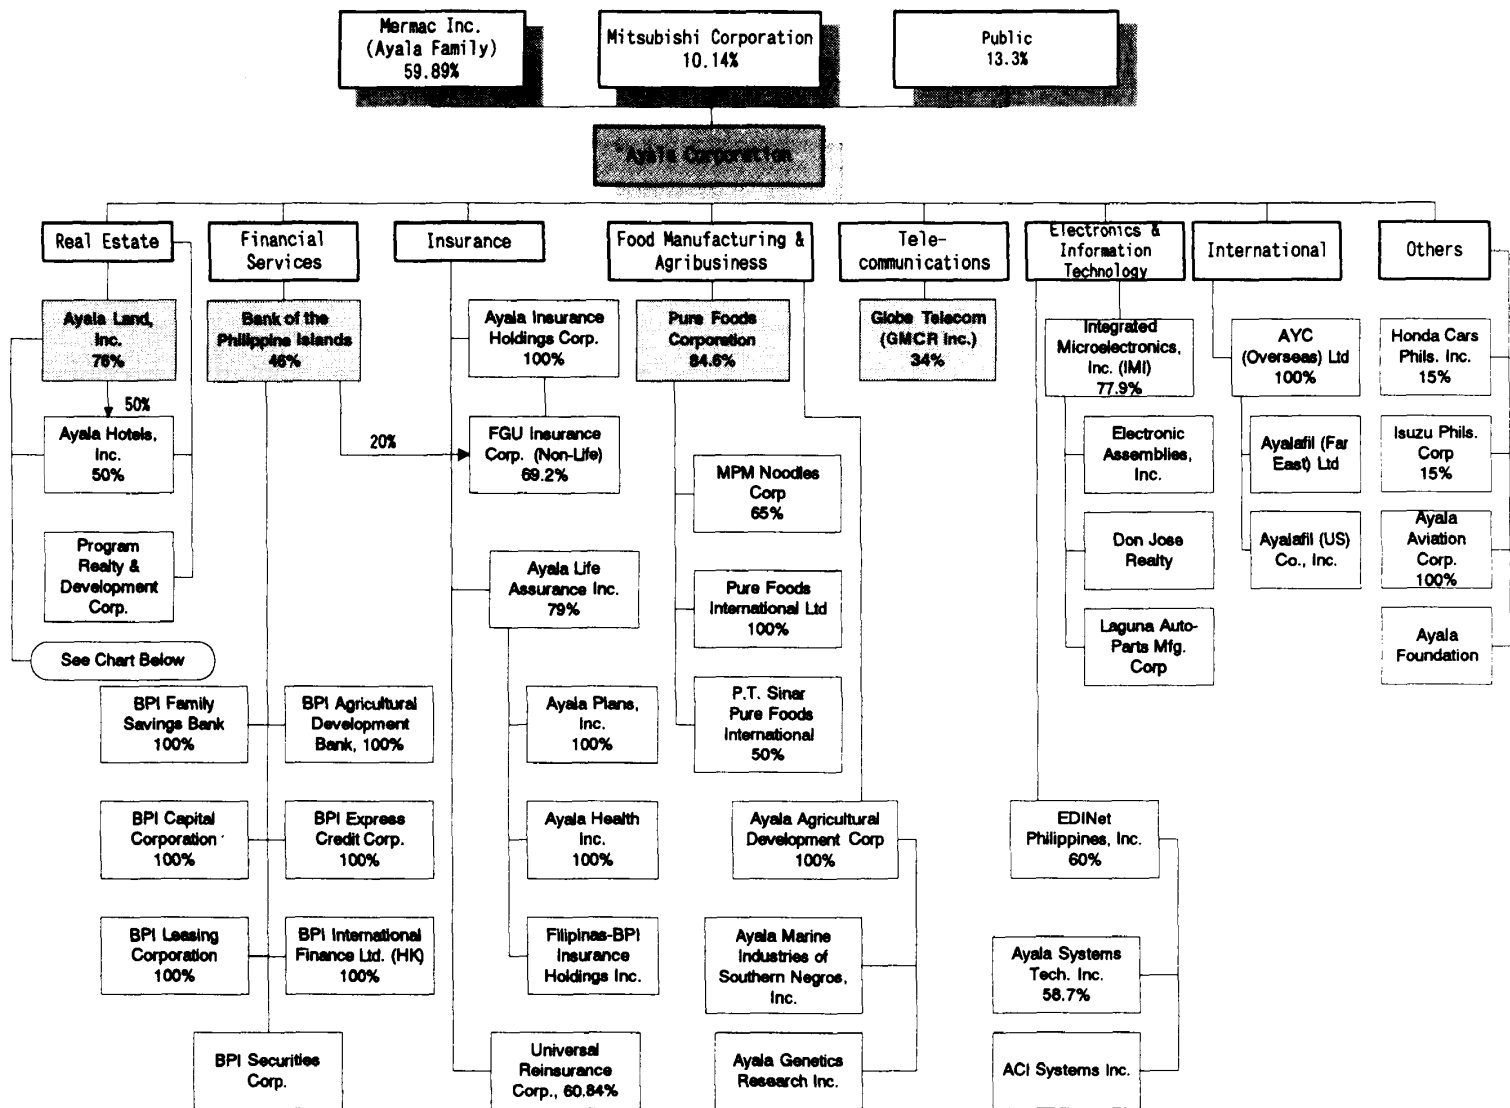 Mermac Inc.
(Ayala Family)
59.89%
Mitsubishi Corporation
10.14%
Public
13.3%
Ayala Corporation
Real Estate
Financial
Services
Insurance
Food Manufacturing &
Agribusiness
Tele-
communications
Electronics &
Information
Technology
International
Others
Ayala Land,
Inc.
76%
Bank of the
Philippine Islands
46%
Ayala Insurance
Holdings Corp.
100%
Pure Foods
Corporation
84.6%
Globe Telecom
(GMCR Inc.)
34%
Integrated
Microelectronics,
Inc. (IMI)
77.9%
AYC
(Overseas) Ltd
100%
Honda Cars
Phils. Inc.
15%
50%
Ayala Hotels,
Inc.
50%
20%
FGU Insurance
Corp. (Non-Life)
69.2%
MPM Noodles
Corp
65%
Electronic
Assemblies,
Inc.
Ayalafil (Far
East) Ltd
Isuzu Phils.
Corp
15%
Program
Realty &
Development
Corp.
Ayala Life
Assurance Inc.
79%
Pure Foods
International Ltd
100%
Don Jose
Realty
Ayalafil (US)
Co., Inc.
Ayala
Aviation
Corp.
100%
See Chart Below
Laguna Auto-
Parts Mfg.
Corp
Ayala
Foundation
BPI Family
Savings Bank
100%
BPI Agricultural
Development
Bank, 100%
Ayala Plans,
Inc.
100%
P.T. Sinar
Pure Foods
International
50%
BPI Capital
Corporation
100%
BPI Express
Credit Corp.
100%
Ayala Health
Inc.
100%
Ayala Agricultural
Development Corp
100%
EDINet
Philippines, Inc.
60%
BPI Leasing
Corporation
100%
BPI International
Finance Ltd. (HK)
100%
Filipinas-BPI
Insurance
Holdings Inc.
Ayala Marine
Industries of
Southern Negros,
Inc.
Ayala Systems
Tech. Inc.
58.7%
BPI Securities
Corp.
Universal
Reinsurance
Corp., 60.84%
Ayala Genetics
Research Inc.
ACI Systems Inc.